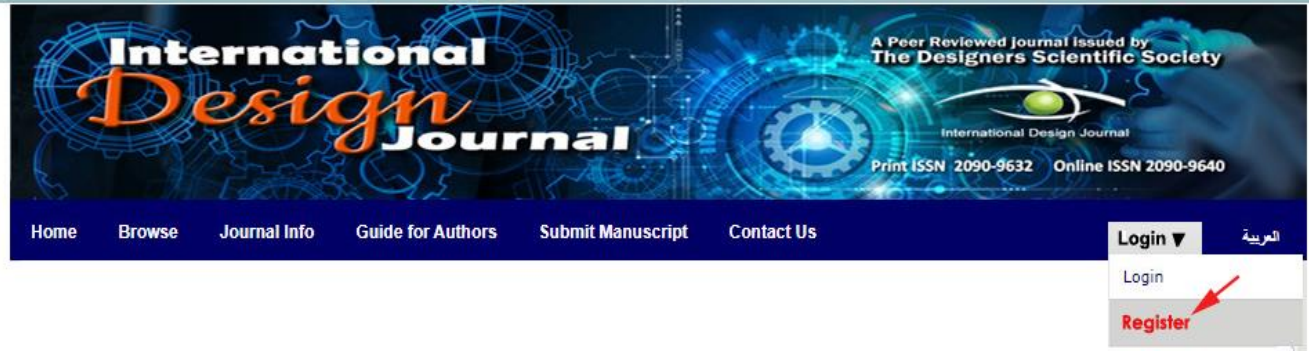 International
Design
Journal
A Peer Reviewed journal issued by
The Designers Scientific Society
International Design Journal
Print ISSN 2090-9632 Online ISSN 2090-9640
Home Browse Journal Info Guide for Authors Submit Manuscript Contact Us Login ▼ العربية
Login
Register